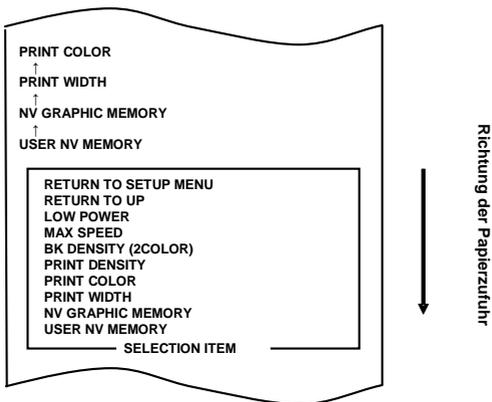 PRINT COLOR
↑
PRINT WIDTH
↑
NV GRAPHIC MEMORY
↑
USER NV MEMORY
RETURN TO SETUP MENU
RETURN TO UP
LOW POWER
MAX SPEED
BK DENSITY (2COLOR)
PRINT DENSITY
PRINT COLOR
PRINT WIDTH
NV GRAPHIC MEMORY
USER NV MEMORY
SELECTION ITEM
Richtung der Papierzufuhr